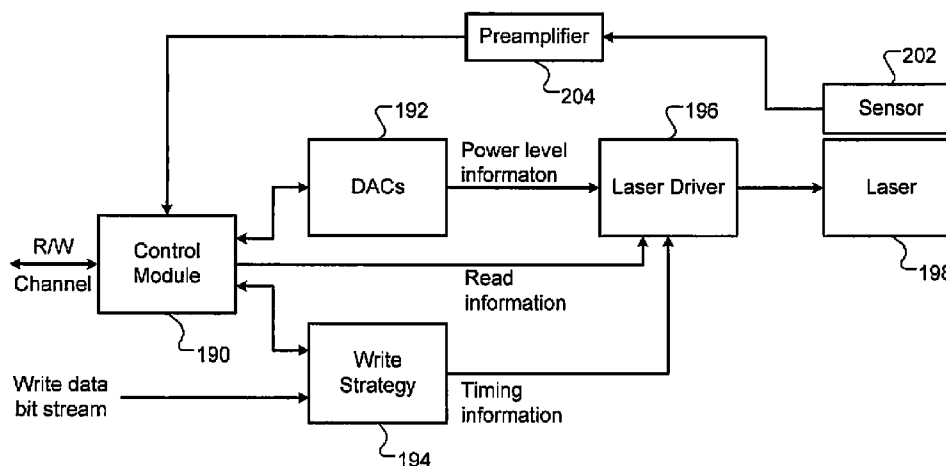 Preamplifier
204
202
Sensor
192
DACs
Power level
informaton
196
Laser Driver
Laser
198
R/W
Channel
Control
Module
190
Read
information
Write data
bit stream
Write
Strategy
194
Timing
information